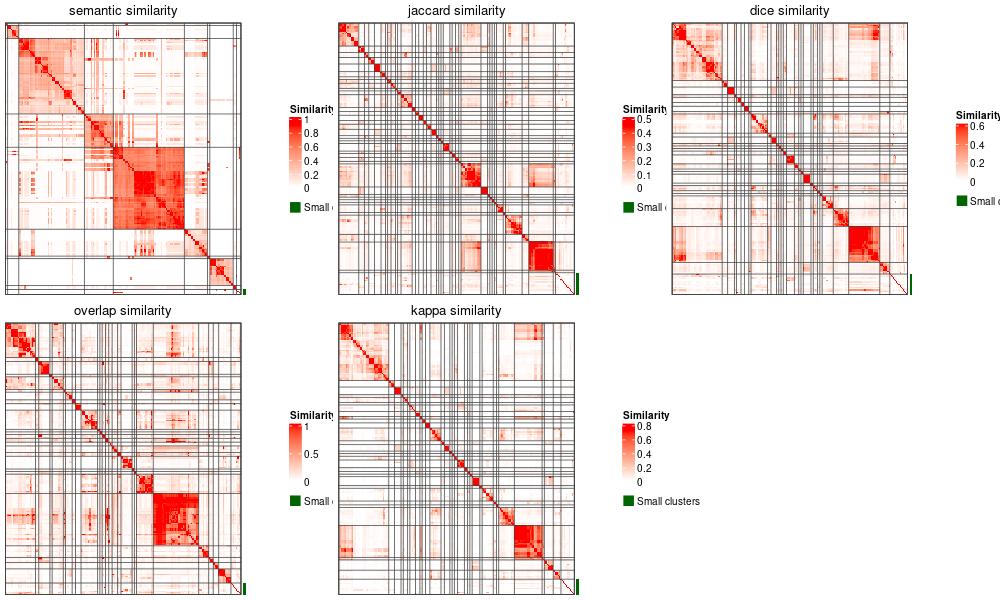 semantic similarity
Similarity
1
0.8
0.6
0.4
0.2
0
Small
jaccard similarity
Similarity
0.5
0.4
0.3
0.2
0.1
0
Small
dice similarity
Similarity
0.6
0.4
0.2
0
Small
overlap similarity
Similarity
1
0.5
0
Small
kappa similarity
Similarity
0.8
0.6
0.4
0.2
0
Small clusters